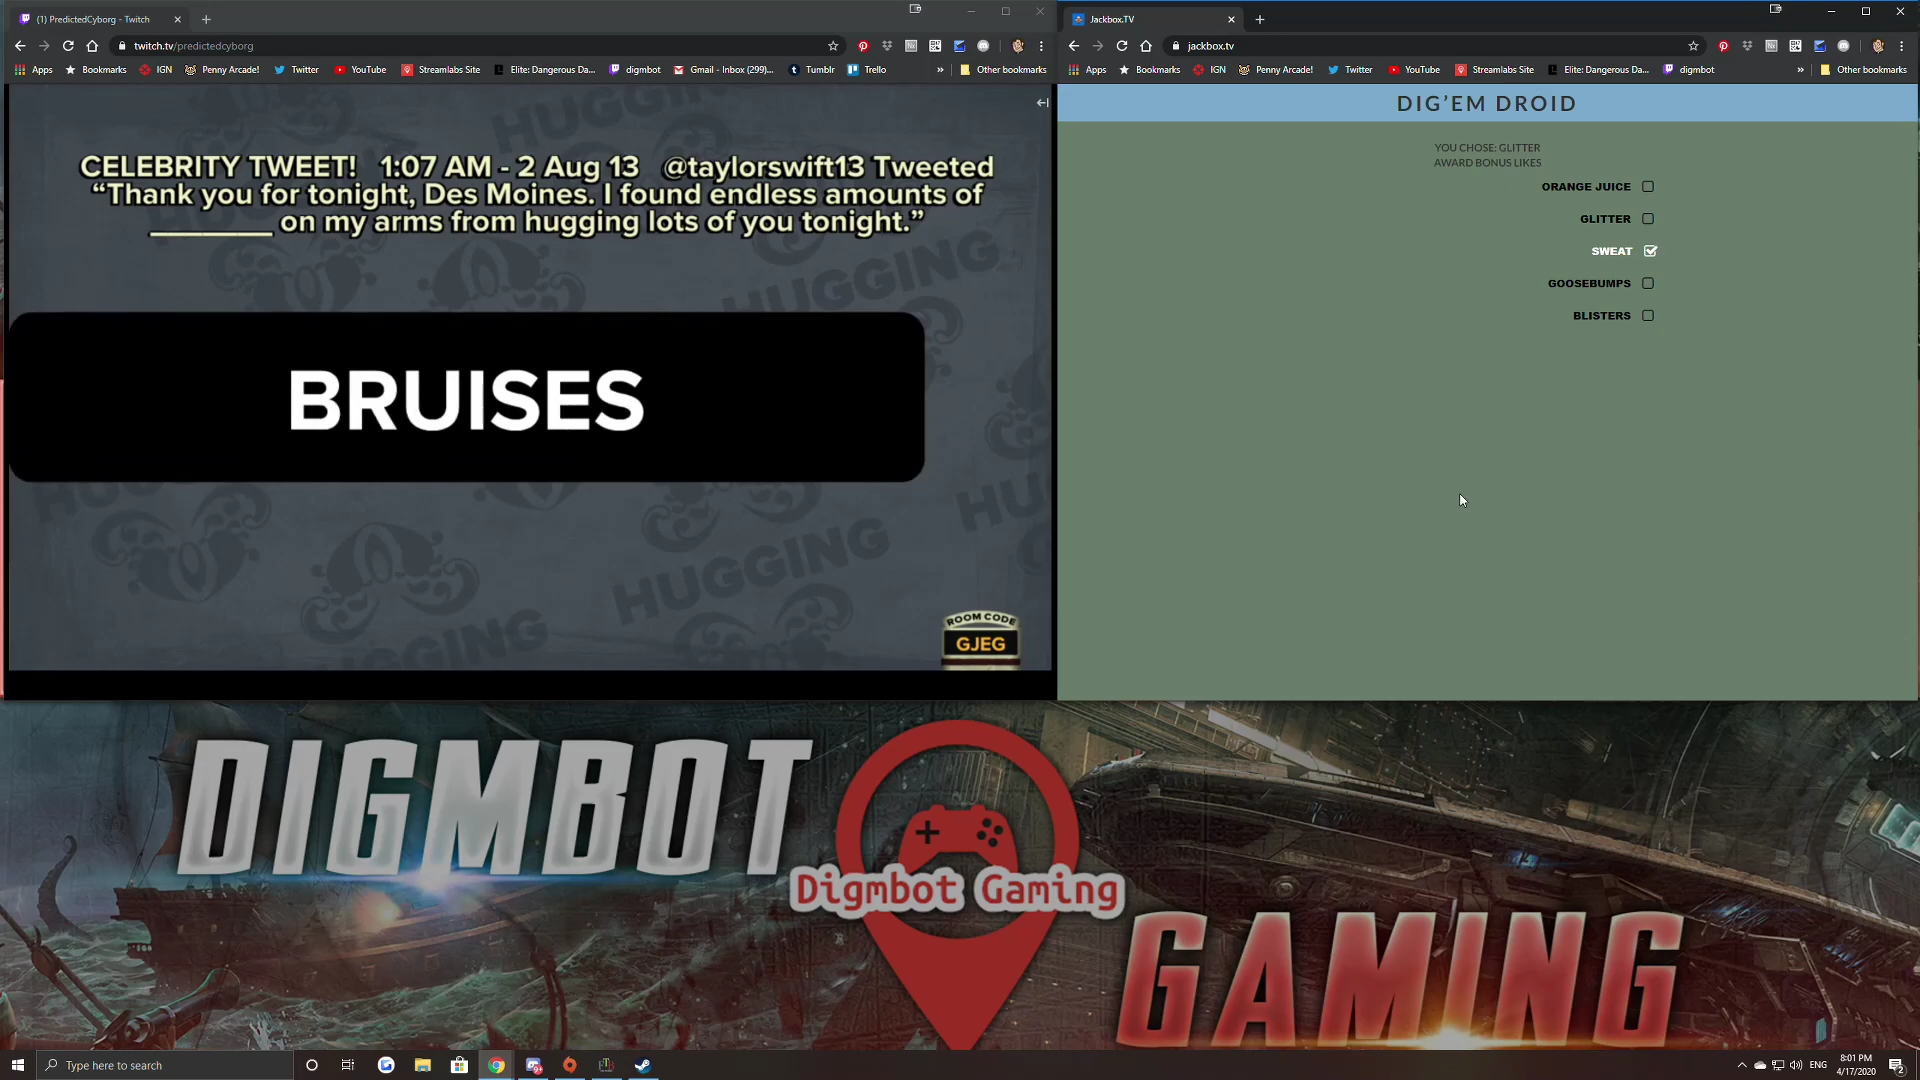 (1) PredictedCyborg - Twitch
twitch.tv/predictedcyborg
Apps Bookmarks IGN Penny Arcade! Twitter YouTube Streamlabs Site Elite: Dangerous Da... digmbot Gmail - Inbox (299)... Tumblr Trello » Other bookmarks
CELEBRITY TWEET! 1:07 AM - 2 Aug 13 @taylorswift13 Tweeted
“Thank you for tonight, Des Moines. I found endless amounts of
________ on my arms from hugging lots of you tonight.”
HUGGING
HUGGING
BRUISES
HUGGING
HUGGING
ROOM CODE
GJEG
Jackbox.TV
jackbox.tv
Apps Bookmarks IGN Penny Arcade! Twitter YouTube Streamlabs Site Elite: Dangerous Da... digmbot » Other bookmarks
DIG’EM DROID
YOU CHOSE: GLITTER
AWARD BONUS LIKES
ORANGE JUICE
GLITTER
SWEAT
GOOSEBUMPS
BLISTERS
DIGMBOT
Digmbot Gaming
GAMING
Type here to search
ENG
8:01 PM
4/17/2020